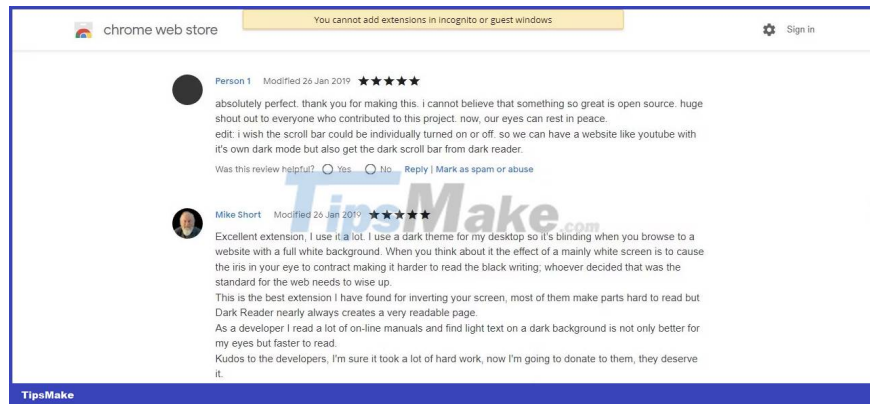 You cannot add extensions in incognito or guest windows
chrome web store
Sign in
Person 1 Modified 26 Jan 2019 ★★★★★
absolutely perfect. thank you for making this. i cannot believe that something so great is open source. huge
shout out to everyone who contributed to this project. now, our eyes can rest in peace.
edit: i wish the scroll bar could be individually turned on or off. so we can have a website like youtube with
it's own dark mode but also get the dark scroll bar from dark reader.
Was this review helpful? Yes No Reply | Mark as spam or abuse
TipsMake.com
Mike Short Modified 26 Jan 2019 ★★★★★
Excellent extension, I use it a lot. I use a dark theme for my desktop so it's blinding when you browse to a
website with a full white background. When you think about it the effect of a mainly white screen is to cause
the iris in your eye to contract making it harder to read the black writing; whoever decided that was the
standard for the web needs to wise up.
This is the best extension I have found for inverting your screen, most of them make parts hard to read but
Dark Reader nearly always creates a very readable page.
As a developer I read a lot of on-line manuals and find light text on a dark background is not only better for
my eyes but faster to read.
Kudos to the developers, I'm sure it took a lot of hard work, now I'm going to donate to them, they deserve
it.
TipsMake